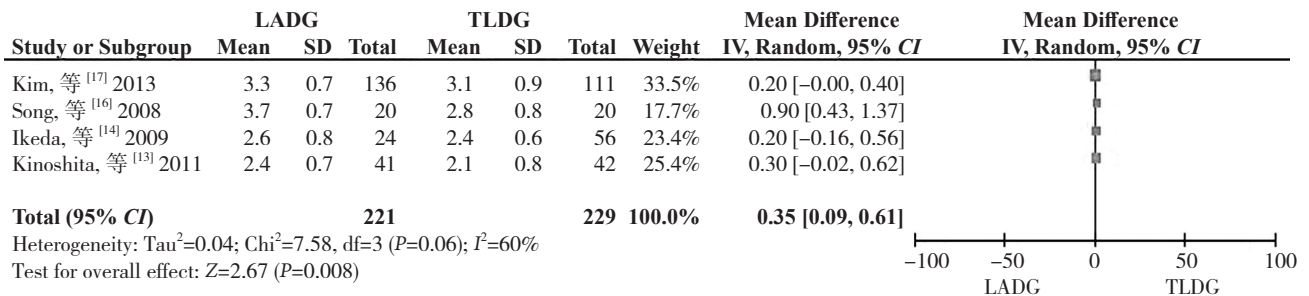 LADG TLDG Mean Difference Mean Difference
Study or Subgroup Mean SD Total Mean SD Total Weight IV, Random, 95% CI IV, Random, 95% CI
Kim, 等 [17] 2013 3.3 0.7 136 3.1 0.9 111 33.5% 0.20 [−0.00, 0.40]
Song, 等 [16] 2008 3.7 0.7 20 2.8 0.8 20 17.7% 0.90 [0.43, 1.37]
Ikeda, 等 [14] 2009 2.6 0.8 24 2.4 0.6 56 23.4% 0.20 [−0.16, 0.56]
Kinoshita, 等 [13] 2011 2.4 0.7 41 2.1 0.8 42 25.4% 0.30 [−0.02, 0.62]
Total (95% CI) 221 229 100.0% 0.35 [0.09, 0.61]
Heterogeneity: Tau²=0.04; Chi²=7.58, df=3 (P=0.06); I²=60%
Test for overall effect: Z=2.67 (P=0.008)
−100 −50 0 50 100
LADG TLDG